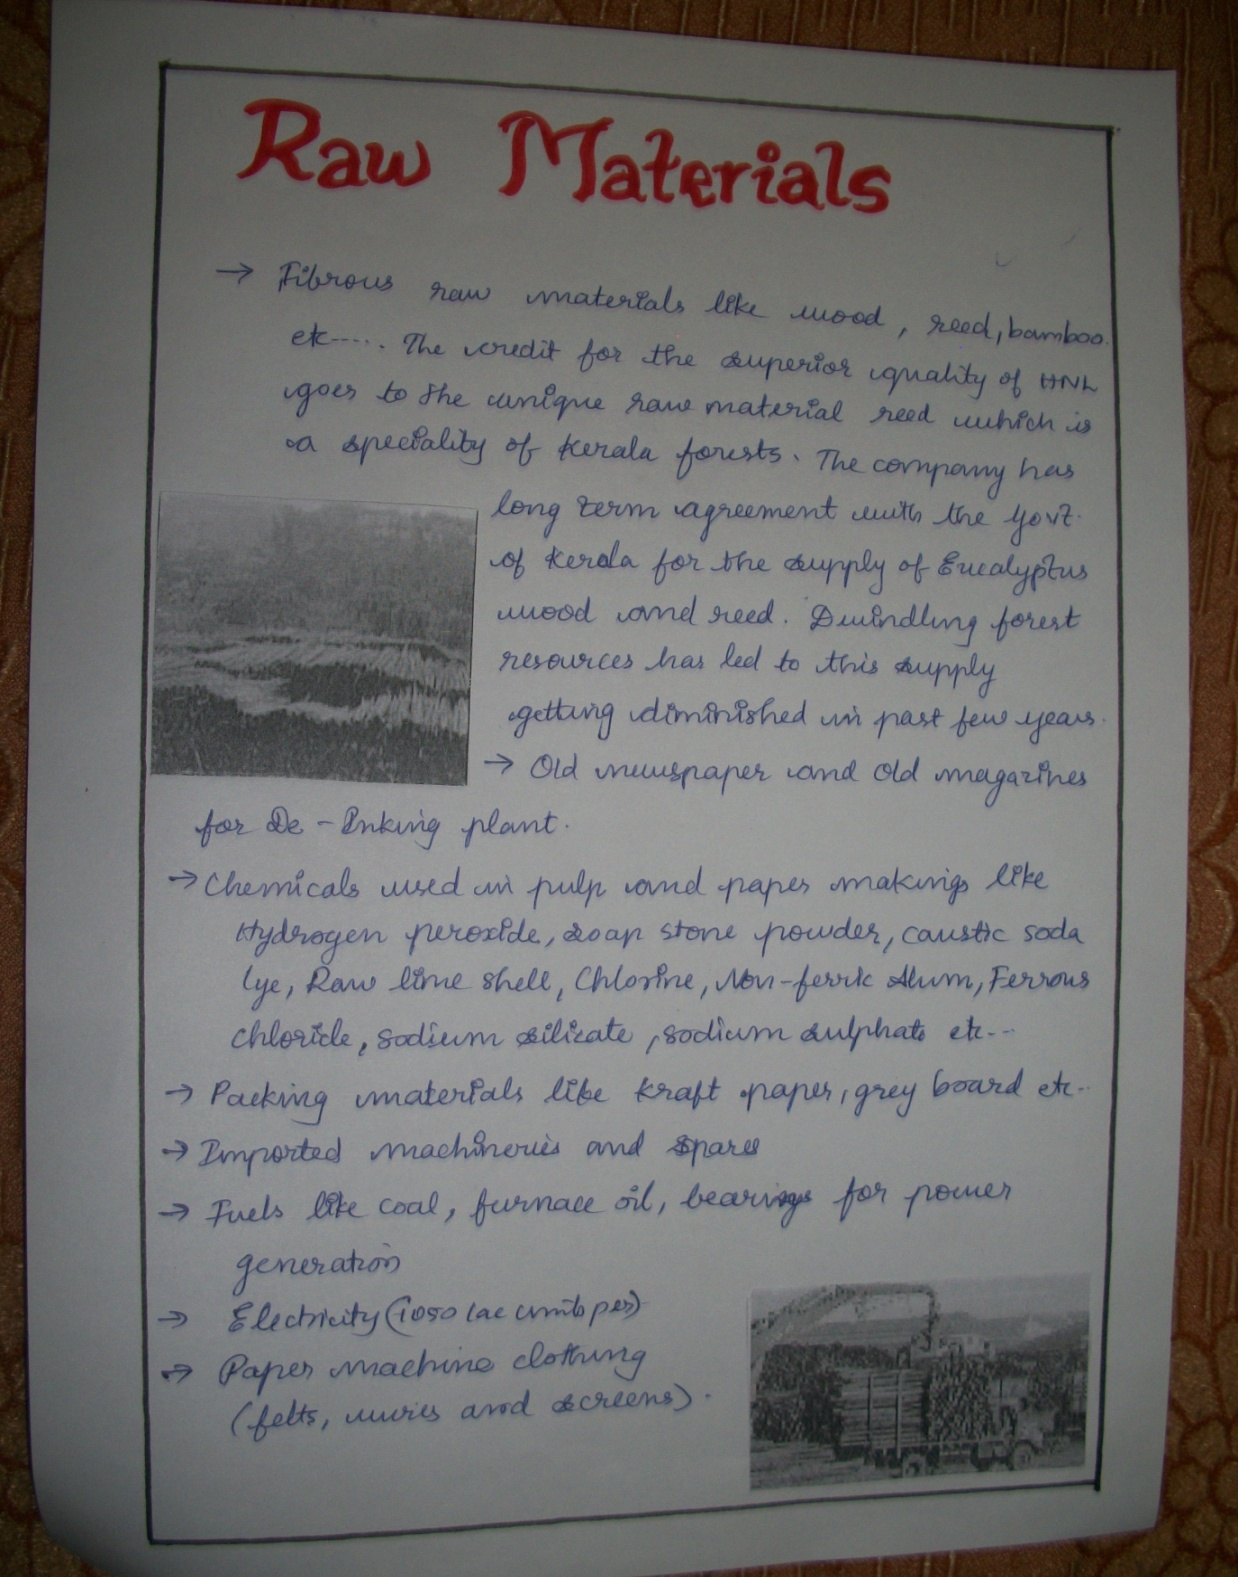 Raw Materials
→ Fibrous raw materials like wood, reed, bamboo
etc..... The credit for the superior quality of HNL
goes to the unique raw material reed which is
a speciality of Kerala forests. The company has
long term agreement with the Govt.
of Kerala for the supply of Eucalyptus
wood and reed. Dwindling forest
resources has led to this supply
getting diminished in past few years.
→ Old newspaper and old magazines
for De-Inking plant.
→ Chemicals used in pulp and paper makings like
Hydrogen peroxide, soap stone powder, caustic soda
lye, Raw lime shell, Chlorine, Non-ferric Alum, Ferrous
chloride, sodium silicate, sodium sulphate etc...
→ Packing materials like kraft paper, grey board etc..
→ Imported machineries and spares
→ Fuels like coal, furnace oil, bearings for power
generation
→ Electricity (1050 lac units per)
→ Paper machine clothing
(felts, wires and screens).